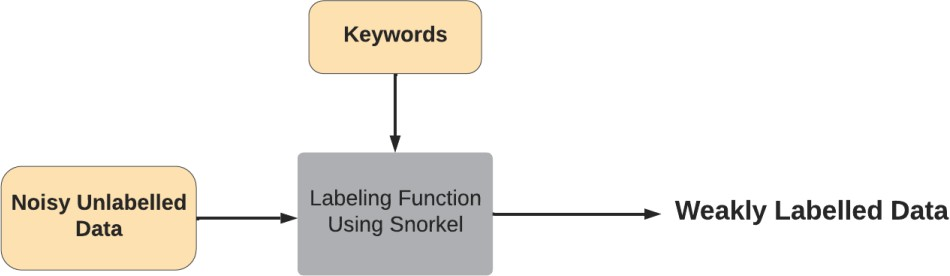 Keywords
Noisy Unlabelled
Data
Labeling Function
Using Snorkel
Weakly Labelled Data